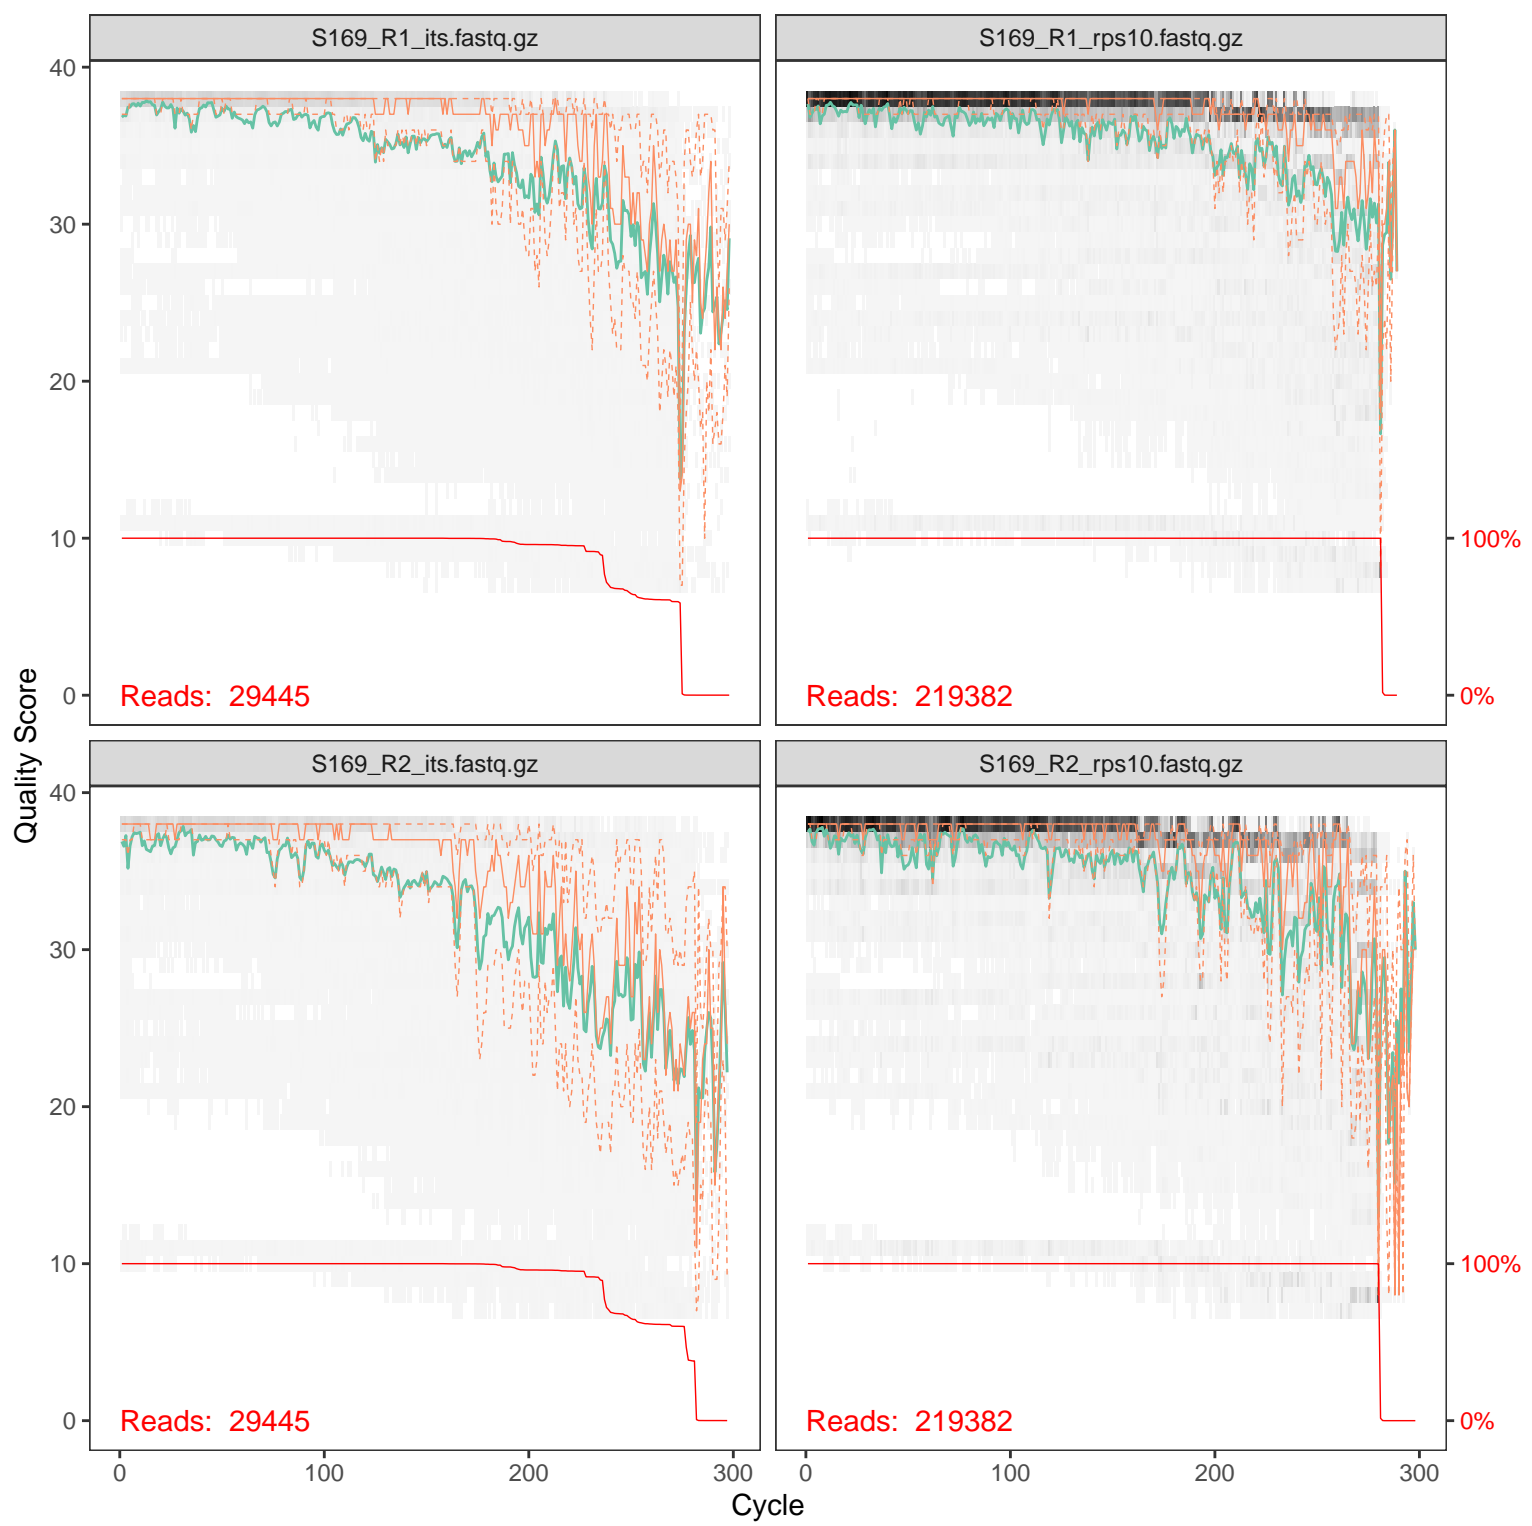 S169_R1_its.fastq.gz
S169_R1_rps10.fastq.gz
40
30
20
10
0
Reads: 29445
Reads: 219382
100%
0%
Quality Score
S169_R2_its.fastq.gz
S169_R2_rps10.fastq.gz
40
30
20
10
0
Reads: 29445
Reads: 219382
100%
0%
0 100 200 300
0 100 200 300
Cycle